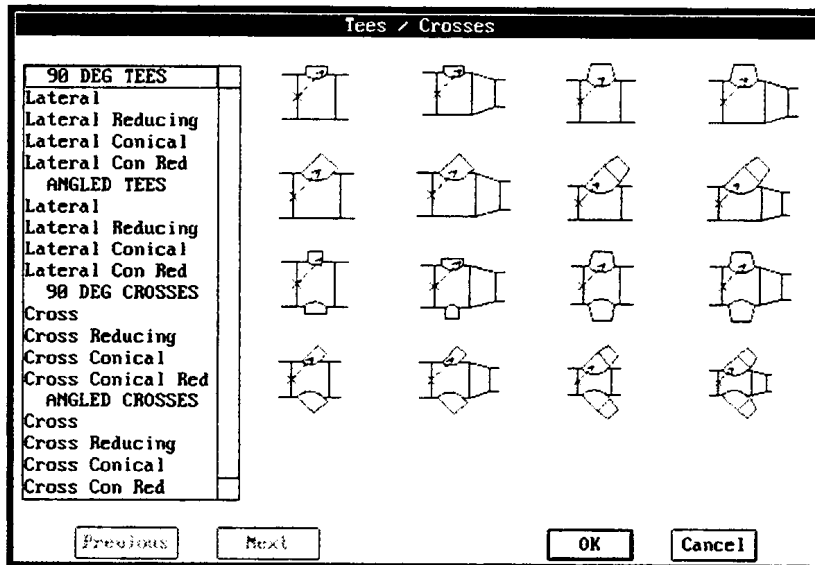 Tees / Crosses
90 DEG TEES
Lateral
Lateral Reducing
Lateral Conical
Lateral Con Red
ANGLED TEES
Lateral
Lateral Reducing
Lateral Conical
Lateral Con Red
90 DEG CROSSES
Cross
Cross Reducing
Cross Conical
Cross Conical Red
ANGLED CROSSES
Cross
Cross Reducing
Cross Conical
Cross Con Red
Previous
Next
OK
Cancel